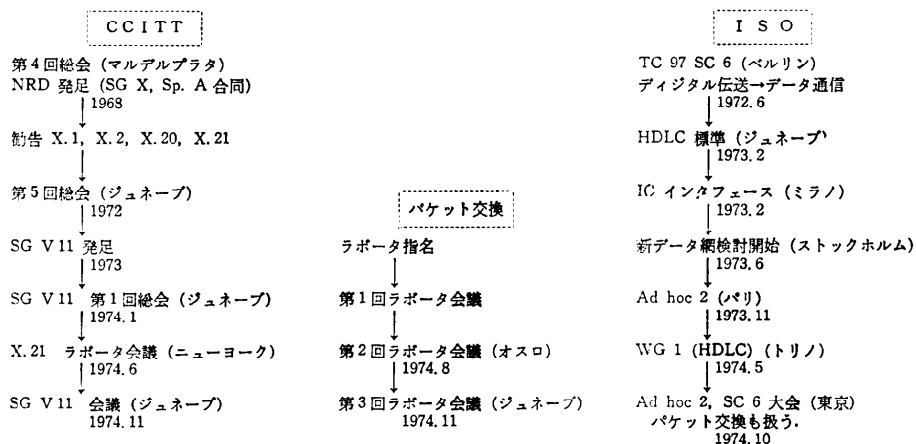 CCITT
第4回総会 (マルデルプラタ)
NRD 発足 (SG X, Sp. A 合同)
1968
勧告 X.1, X.2, X.20, X.21
第5回総会 (ジュネーブ)
1972
SG V11 発足
1973
SG V11 第1回総会 (ジュネーブ)
1974.1
X.21 ラポータ会議 (ニューヨーク)
1974.6
SG V11 会議 (ジュネーブ)
1974.11
パケット交換
ラポータ指名
第1回ラポータ会議
第2回ラポータ会議 (オスロ)
1974.8
第3回ラポータ会議 (ジュネーブ)
1974.11
ISO
TC 97 SC 6 (ベルリン)
ディジタル伝送→データ通信
1972.6
HDLC 標準 (ジュネーブ)
1973.2
IC インタフェース (ミラノ)
1973.2
新データ網検討開始 (ストックホルム)
1973.6
Ad hoc 2 (パリ)
1973.11
WG 1 (HDLC) (トリノ)
1974.5
Ad hoc 2, SC 6 大会 (東京)
パケット交換も扱う.
1974.10